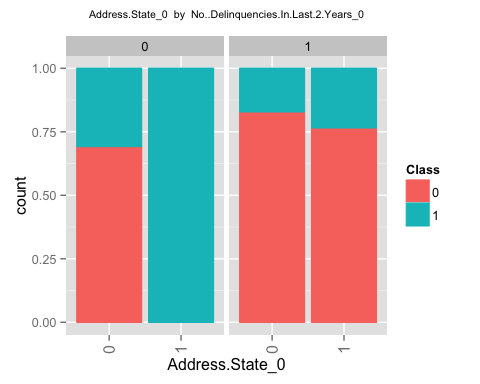 Address.State_0 by No..Delinquencies.In.Last.2.Years_0
0 1
1.00
0.75
0.50
0.25
0.00
count
0 1 0 1
Address.State_0
Class
0
1